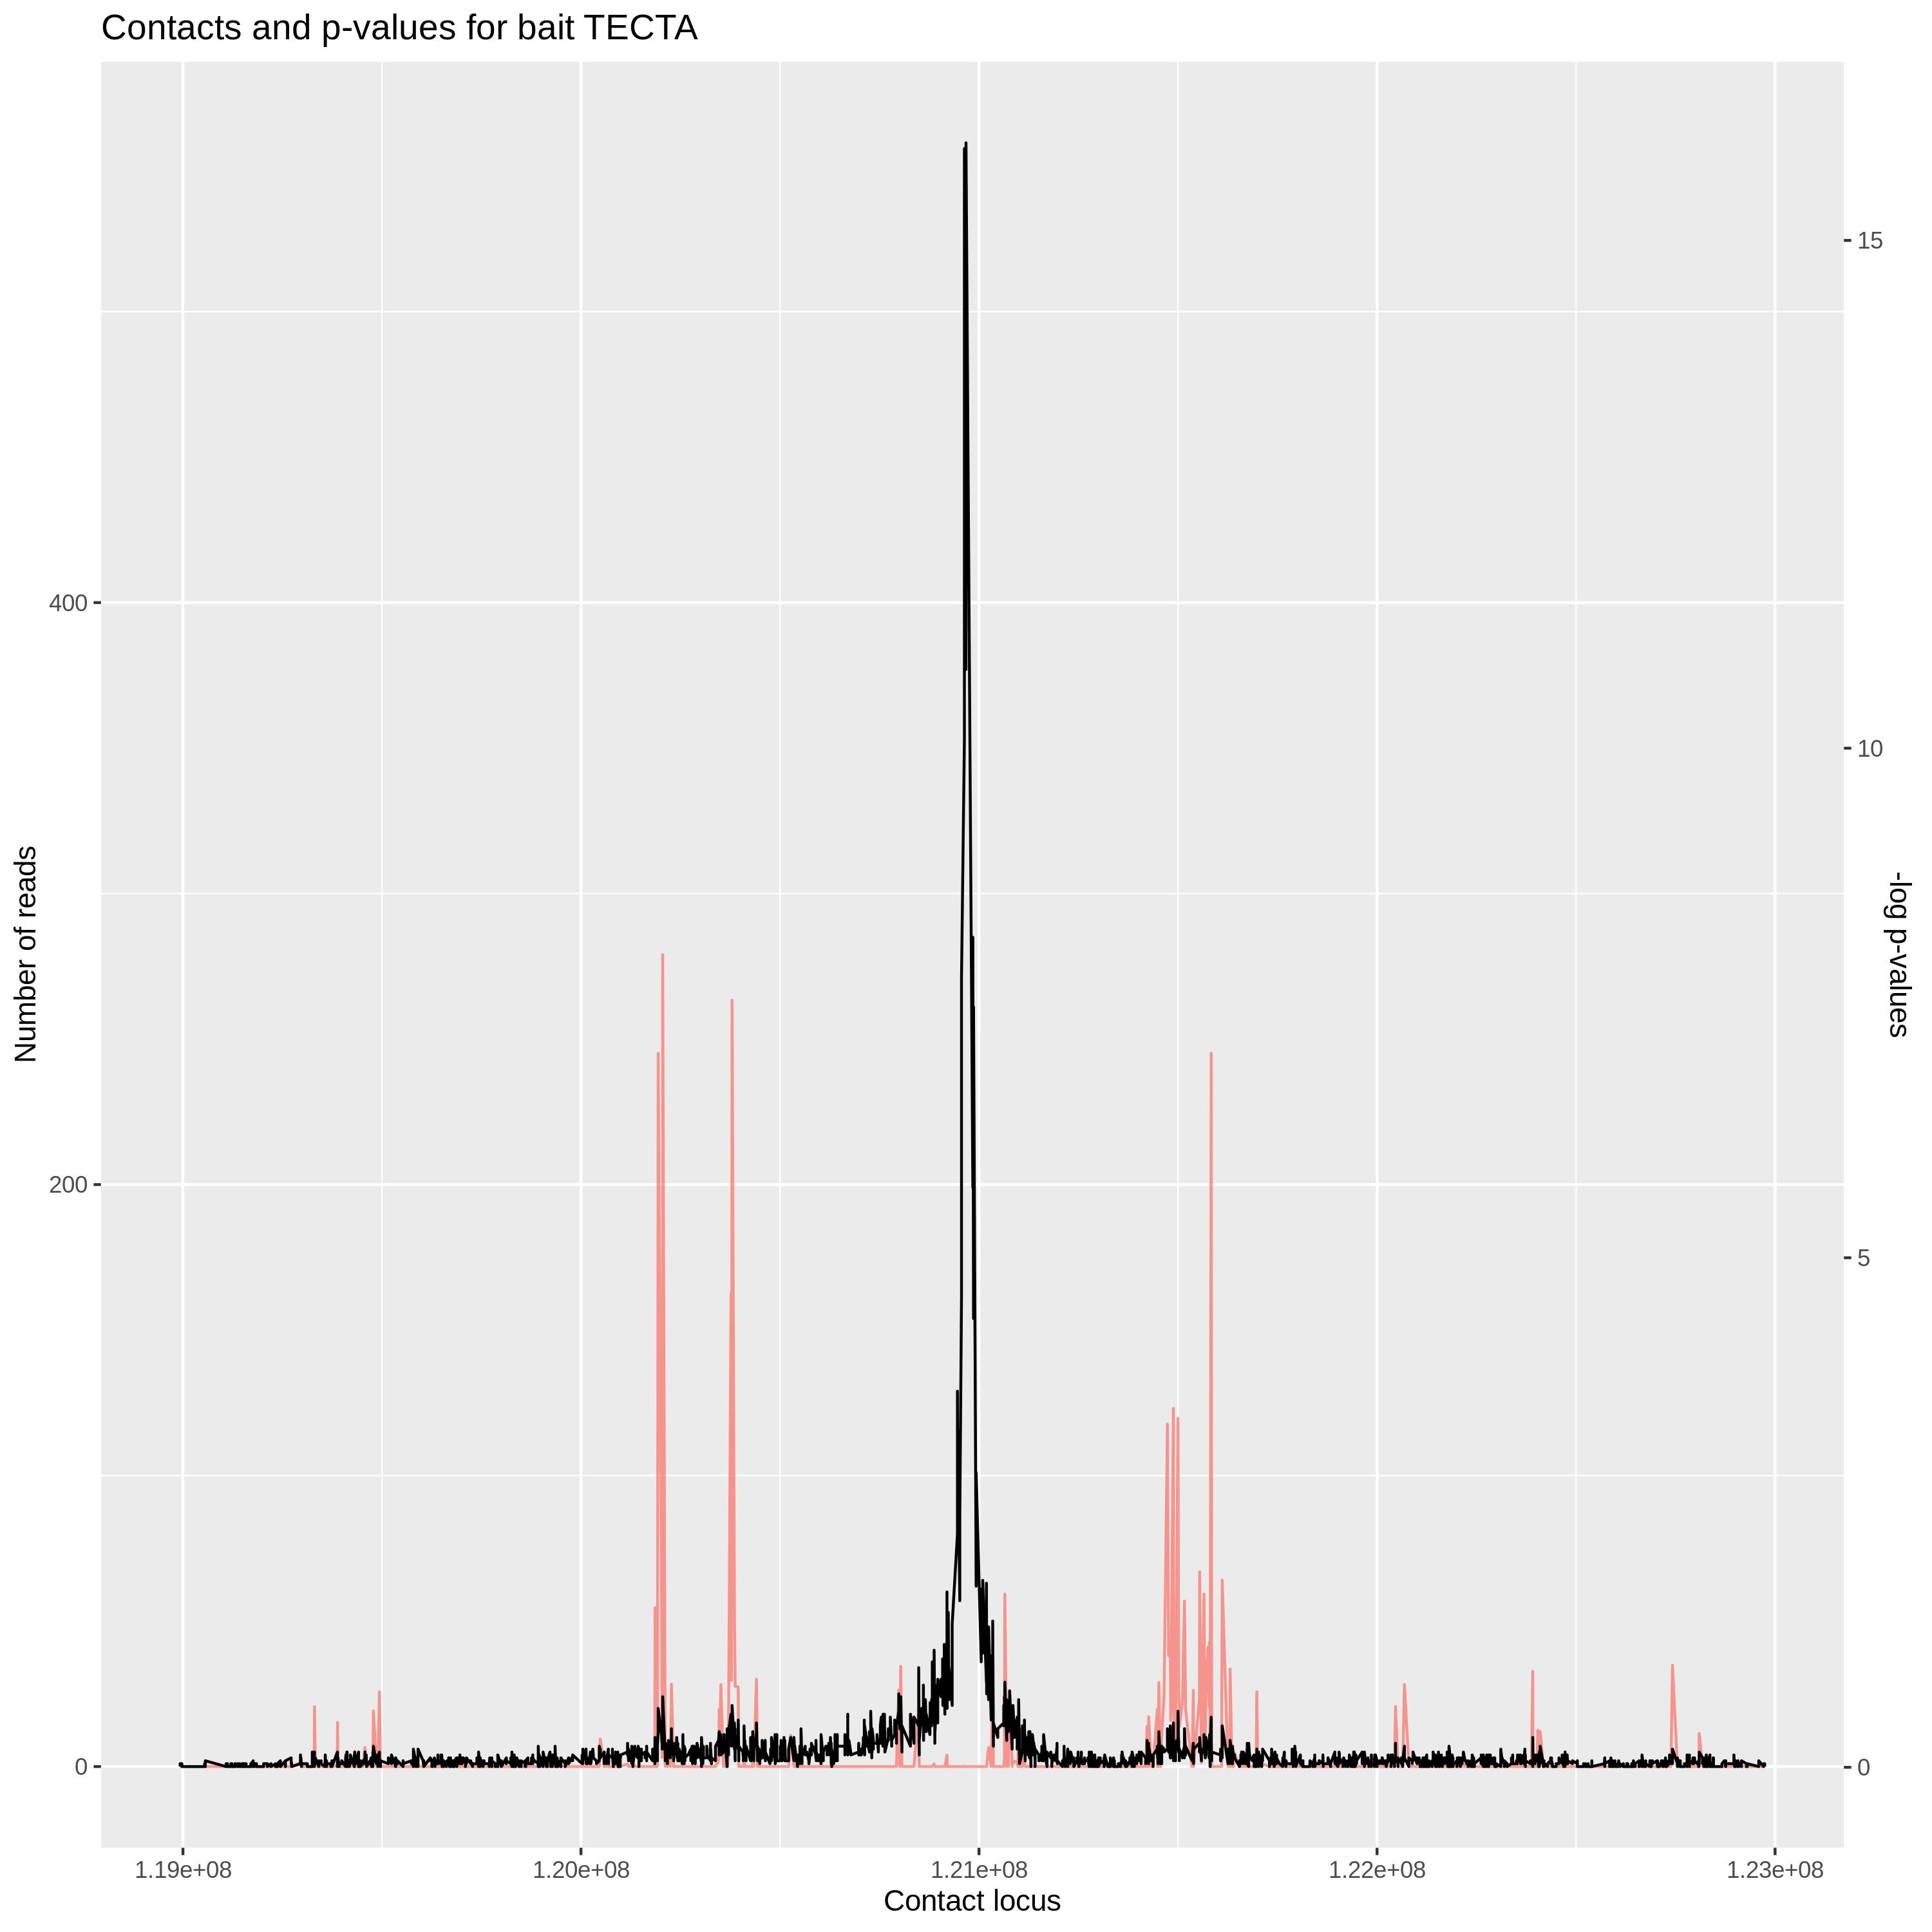 Contacts and p-values for bait TECTA
15
400
10
Number of reads
-log p-values
200
5
0
0
1.19e+08
1.20e+08
1.21e+08
1.22e+08
1.23e+08
Contact locus